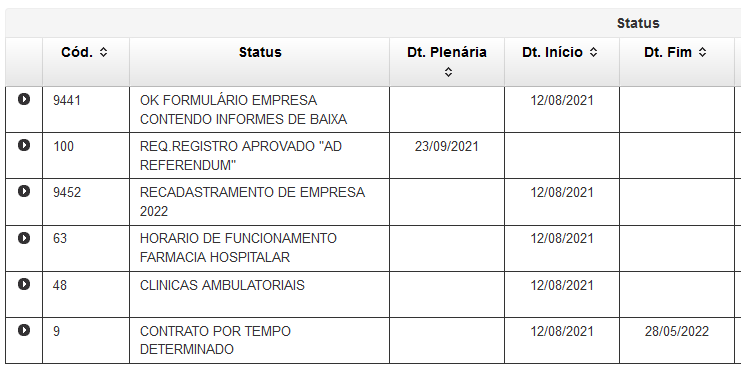 Status
Cód. Status Dt. Plenária Dt. Início Dt. Fim
9441 OK FORMULÁRIO EMPRESA 12/08/2021
CONTENDO INFORMES DE BAIXA
100 REQ.REGISTRO APROVADO "AD 23/09/2021
REFERENDUM"
9452 RECADASTRAMENTO DE EMPRESA 12/08/2021
2022
63 HORARIO DE FUNCIONAMENTO 12/08/2021
FARMACIA HOSPITALAR
48 CLINICAS AMBULATORIAIS 12/08/2021
9 CONTRATO POR TEMPO 12/08/2021 28/05/2022
DETERMINADO